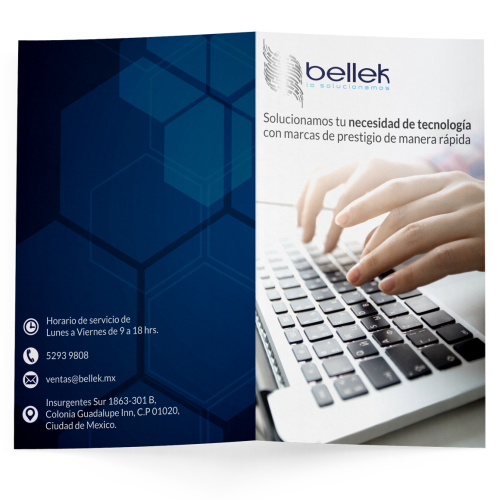 bellek
lo solucionamos
Solucionamos tu necesidad de tecnología
con marcas de prestigio de manera rápida
Horario de servicio de
Lunes a Viernes de 9 a 18 hrs.
5293 9808
ventas@bellek.mx
Insurgentes Sur 1863-301 B,
Colonia Guadalupe Inn, C.P 01020,
Ciudad de Mexico.